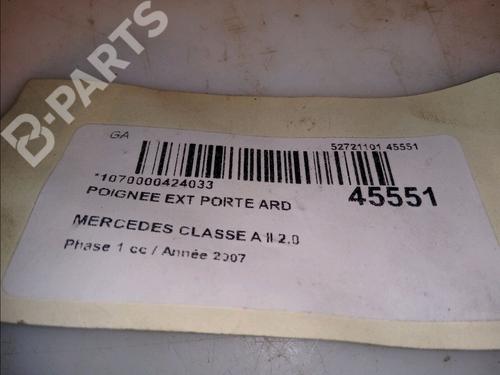 B-PARTS
GA
52721101 45551
*1070000424033
45551
POIGNEE EXT PORTE ARD
MERCEDES CLASSE A II 2.0
Phase 1 cc / Année 2007